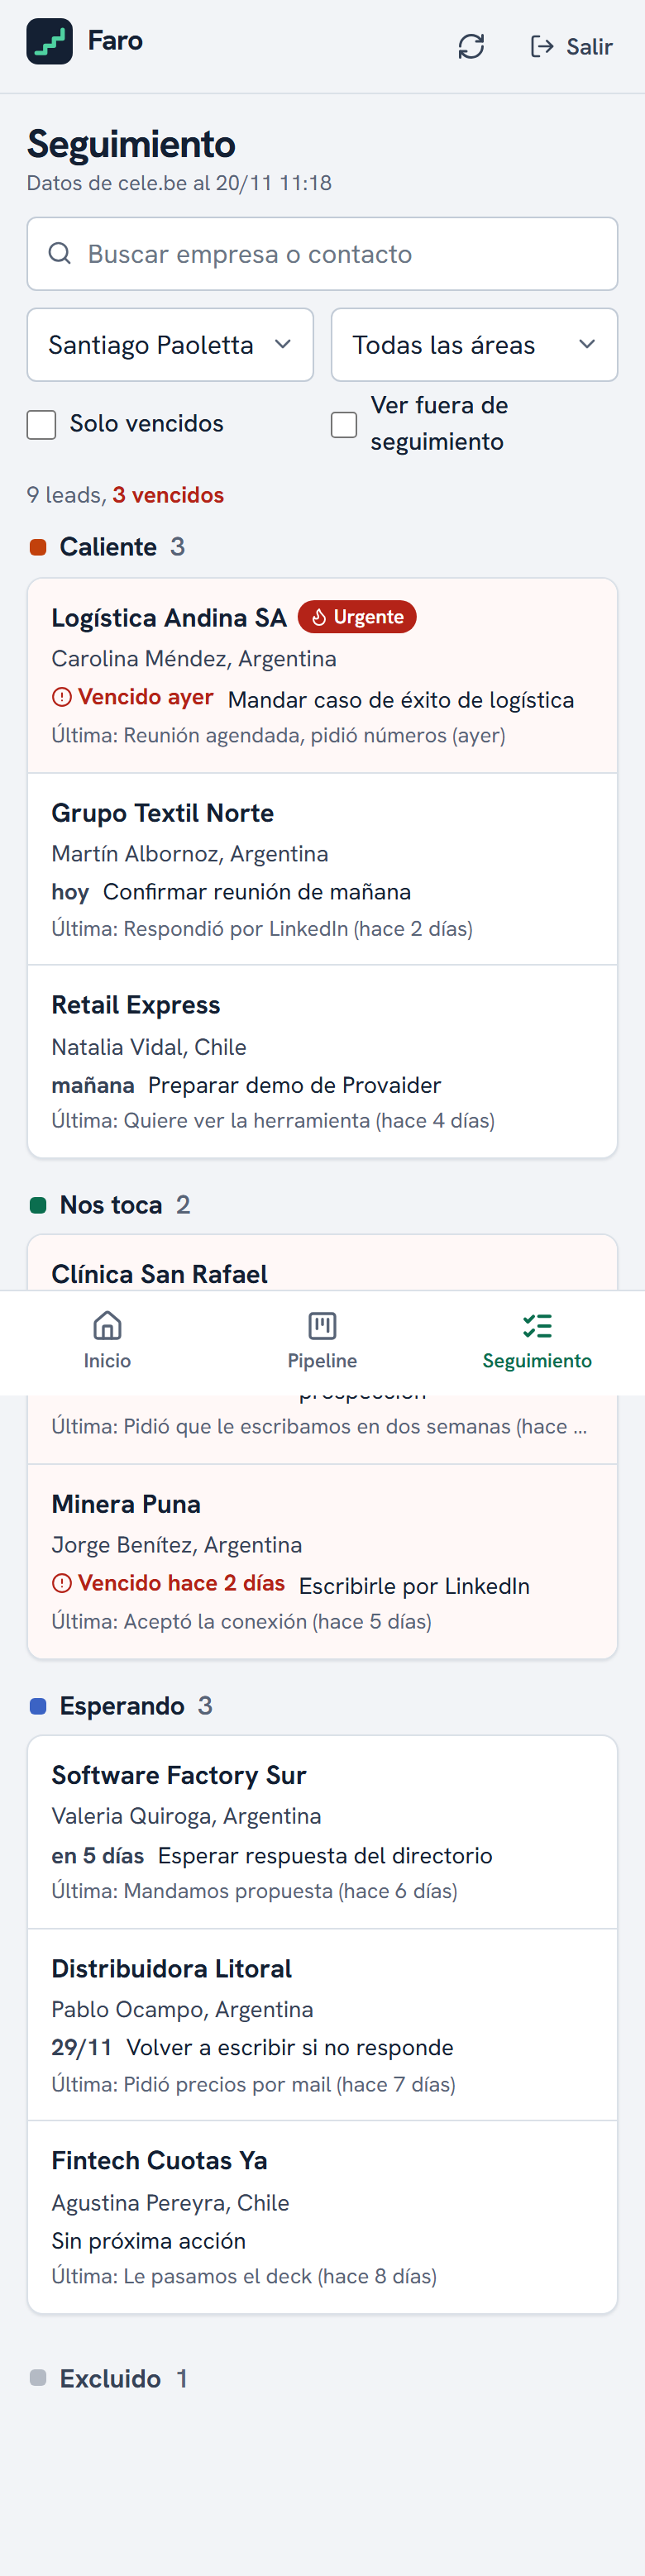 Faro
Salir
Seguimiento
Datos de cele.be al 20/11 11:18
Buscar empresa o contacto
Santiago Paoletta
Todas las áreas
Solo vencidos
Ver fuera de
seguimiento
9 leads, 3 vencidos
Caliente 3
Logística Andina SA Urgente
Carolina Méndez, Argentina
Vencido ayer Mandar caso de éxito de logística
Última: Reunión agendada, pidió números (ayer)
Grupo Textil Norte
Martín Albornoz, Argentina
hoy Confirmar reunión de mañana
Última: Respondió por LinkedIn (hace 2 días)
Retail Express
Natalia Vidal, Chile
mañana Preparar demo de Provaider
Última: Quiere ver la herramienta (hace 4 días)
Nos toca 2
Clínica San Rafael
Inicio
Pipeline
Seguimiento
Última: Pidió que le escribamos en dos semanas (hace ...
Minera Puna
Jorge Benítez, Argentina
Vencido hace 2 días Escribirle por LinkedIn
Última: Aceptó la conexión (hace 5 días)
Esperando 3
Software Factory Sur
Valeria Quiroga, Argentina
en 5 días Esperar respuesta del directorio
Última: Mandamos propuesta (hace 6 días)
Distribuidora Litoral
Pablo Ocampo, Argentina
29/11 Volver a escribir si no responde
Última: Pidió precios por mail (hace 7 días)
Fintech Cuotas Ya
Agustina Pereyra, Chile
Sin próxima acción
Última: Le pasamos el deck (hace 8 días)
Excluido 1